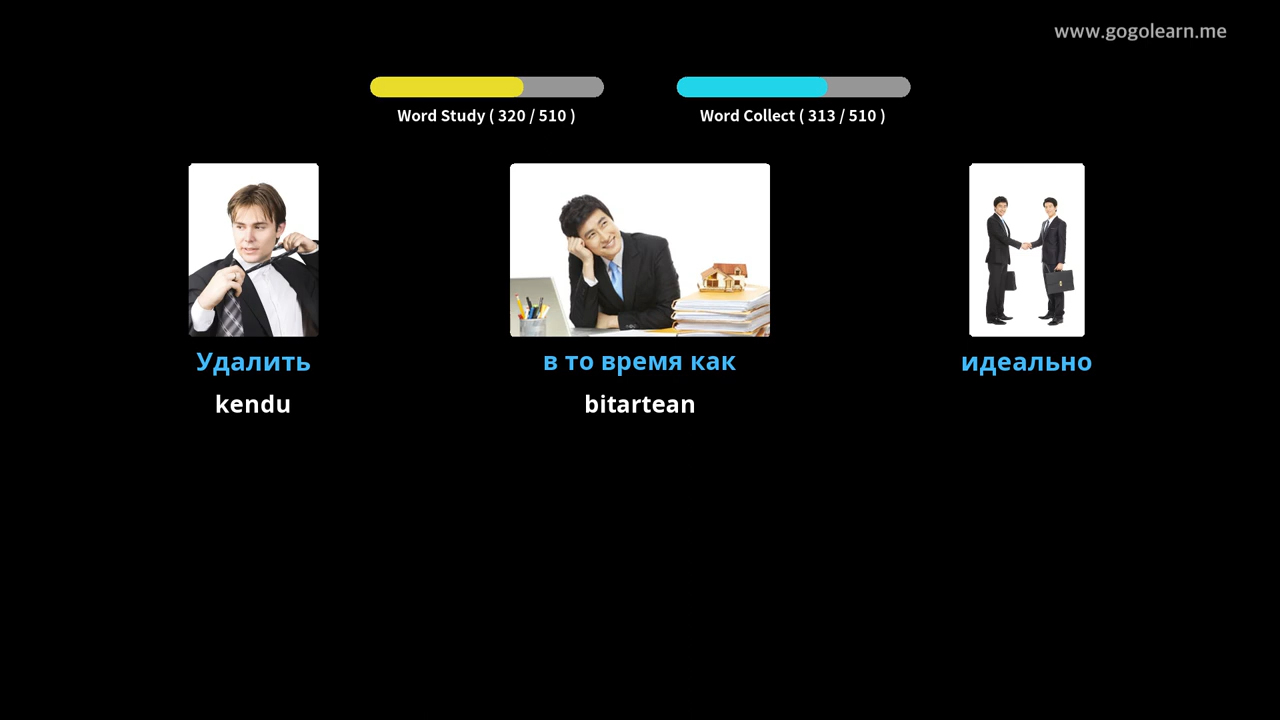 www.gogolearn.me
Word Study ( 320 / 510 )
Word Collect ( 313 / 510 )
Удалить
в то время как
идеально
kendu
bitartean